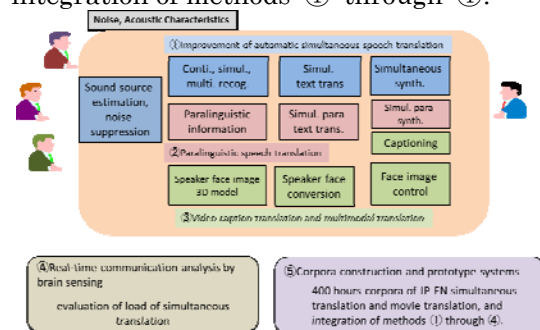 integration of methods ① through ④.
Noise, Acoustic Characteristics
①Improvement of automatic simultaneous speech translation
Sound source
estimation,
noise
suppression
Conti., simul.,
multi. recog.
Simul.
text trans
Simultaneous
synth.
Paralinguistic
information
Simul. para
text trans.
Simul. para
synth.
②Paralinguistic speech translation
Captioning
Speaker face image
3D model
Speaker face
conversion
Face image
control
③Video caption translation and multimodal translation
④Real-time communication analysis by
brain sensing
evaluation of load of simultaneous
translation
⑤Corpora construction and prototype systems
400 hours corpora of JP EN simultaneous
translation and movie translation, and
integration of methods ① through ④.